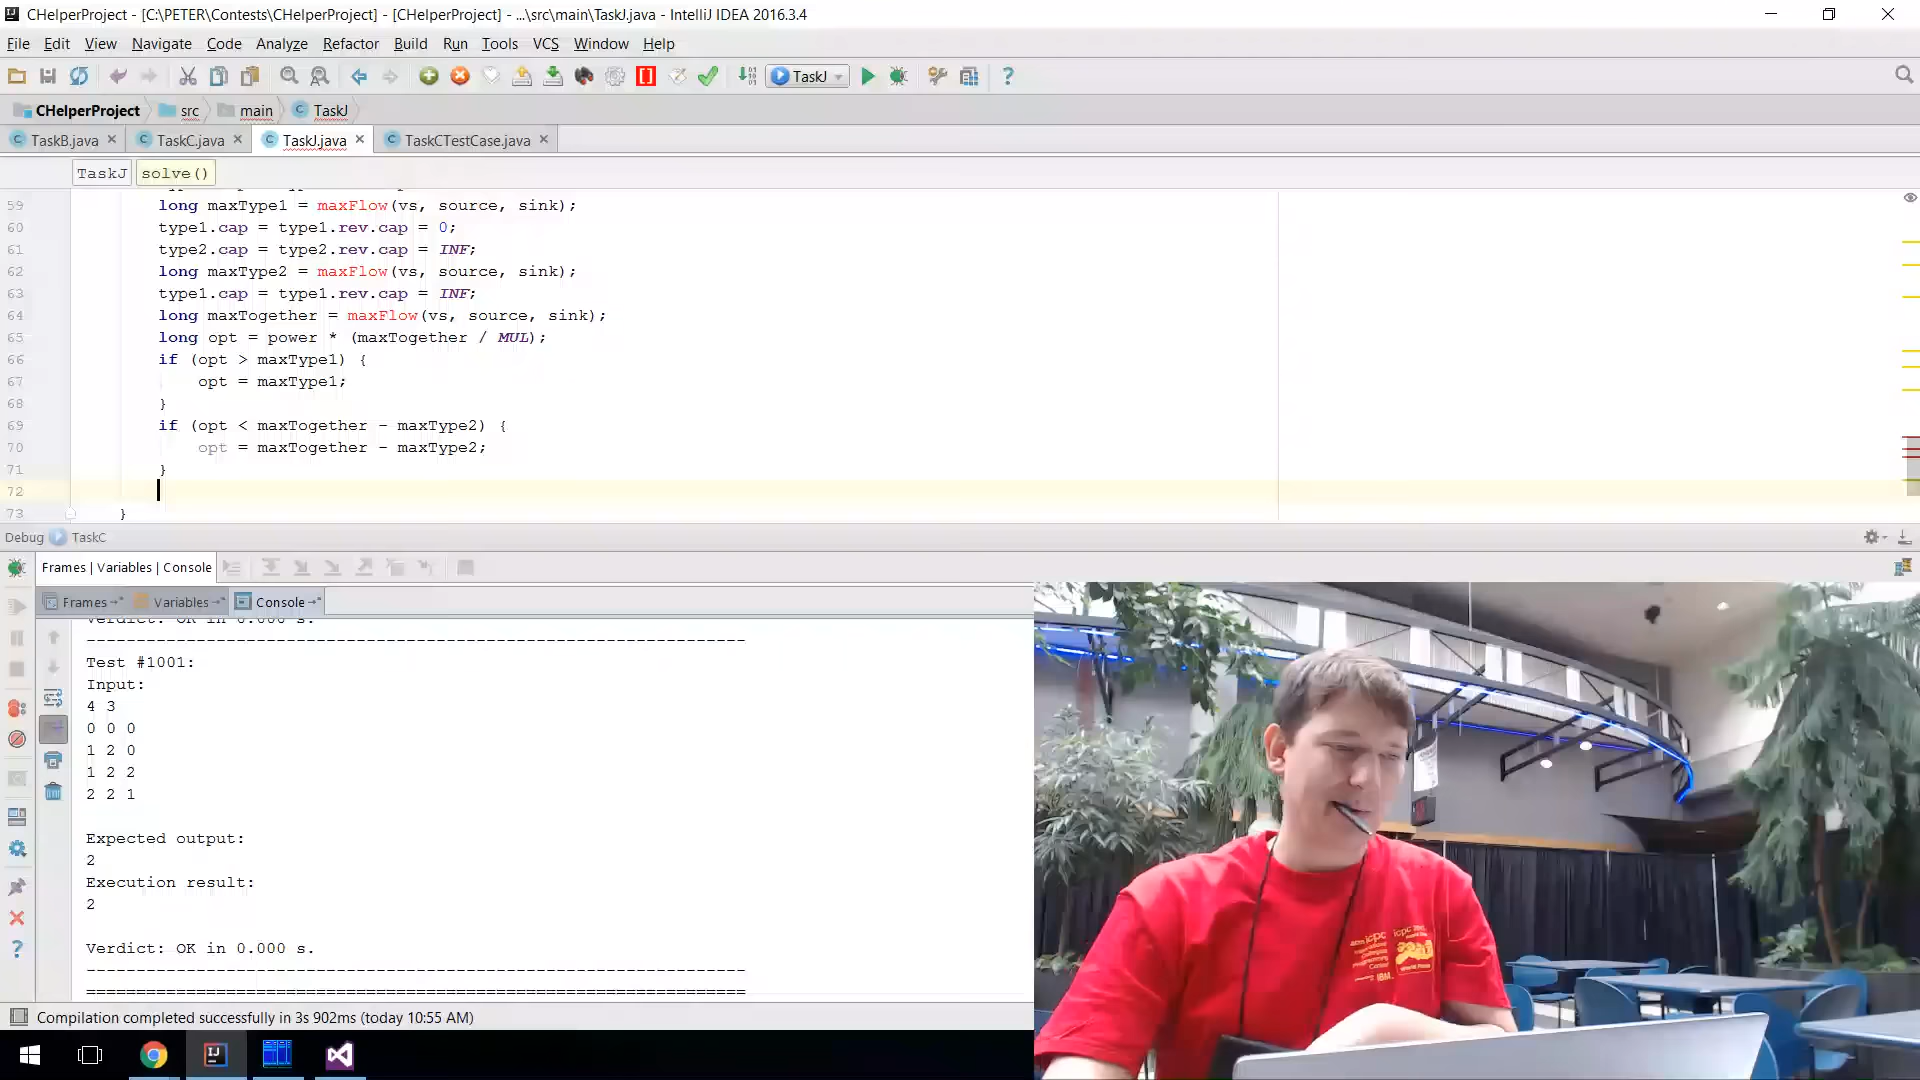 CHelperProject - [C:\PETER\Contests\CHelperProject] - [CHelperProject] - ...\src\main\TaskJ.java - IntelliJ IDEA 2016.3.4
File Edit View Navigate Code Analyze Refactor Build Run Tools VCS Window Help
TaskJ
CHelperProject src main TaskJ
TaskB.java TaskC.java TaskJ.java TaskCTestCase.java
TaskJ solve()
59 long maxType1 = maxFlow(vs, source, sink);
60 type1.cap = type1.rev.cap = 0;
61 type2.cap = type2.rev.cap = INF;
62 long maxType2 = maxFlow(vs, source, sink);
63 type1.cap = type1.rev.cap = INF;
64 long maxTogether = maxFlow(vs, source, sink);
65 long opt = power * (maxTogether / MUL);
66 if (opt > maxType1) {
67 opt = maxType1;
68 }
69 if (opt < maxTogether - maxType2) {
70 opt = maxTogether - maxType2;
71 }
72
73 }
Debug TaskC
Frames | Variables | Console
Frames Variables Console
Verdict: OK in 0.000 s.
------------------------------------------------------------------
Test #1001:
Input:
4 3
0 0 0
1 2 0
1 2 2
2 2 1
Expected output:
2
Execution result:
2
Verdict: OK in 0.000 s.
------------------------------------------------------------------
==================================================================
Compilation completed successfully in 3s 902ms (today 10:55 AM)
icpc
IBM